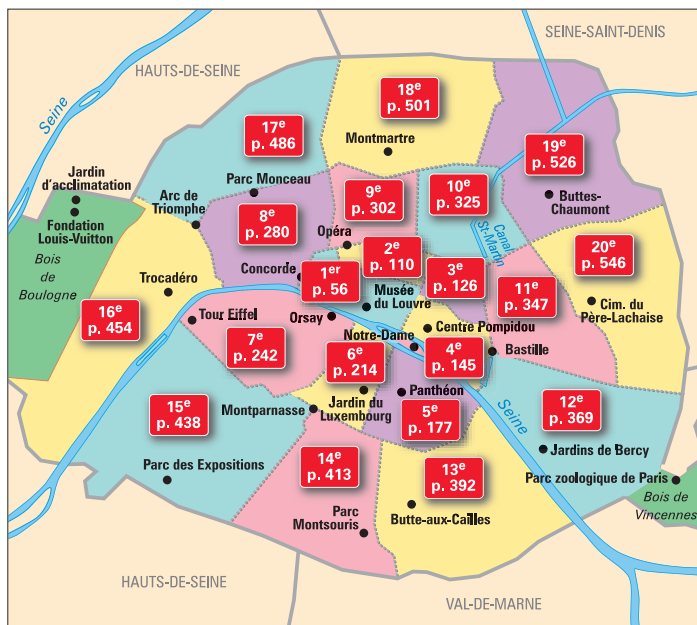 SEINE-SAINT-DENIS
HAUTS-DE-SEINE
Seine
18e
p. 501
Montmartre
17e
p. 486
19e
p. 526
Jardin
d'acclimatation
Fondation
Louis-Vuitton
Bois
de
Boulogne
Arc de
Triomphe
Parc Monceau
9e
p. 302
10e
p. 325
Buttes-
Chaumont
8e
p. 280
Opéra
Canal
St-Martin
20e
p. 546
2e
p. 110
Concorde
1er
p. 56
3e
p. 126
11e
p. 347
Trocadéro
Musée
du Louvre
Cim. du
Père-Lachaise
16e
p. 454
Tour Eiffel
Orsay
Centre Pompidou
7e
p. 242
Notre-Dame
6e
p. 214
4e
p. 145
Bastille
15e
p. 438
Montparnasse
Jardin du
Luxembourg
Panthéon
5e
p. 177
Seine
12e
p. 369
14e
p. 413
13e
p. 392
Jardins de Bercy
Parc des Expositions
Parc zoologique de Paris
Bois de
Vincennes
Parc
Montsouris
Butte-aux-Cailles
HAUTS-DE-SEINE
VAL-DE-MARNE